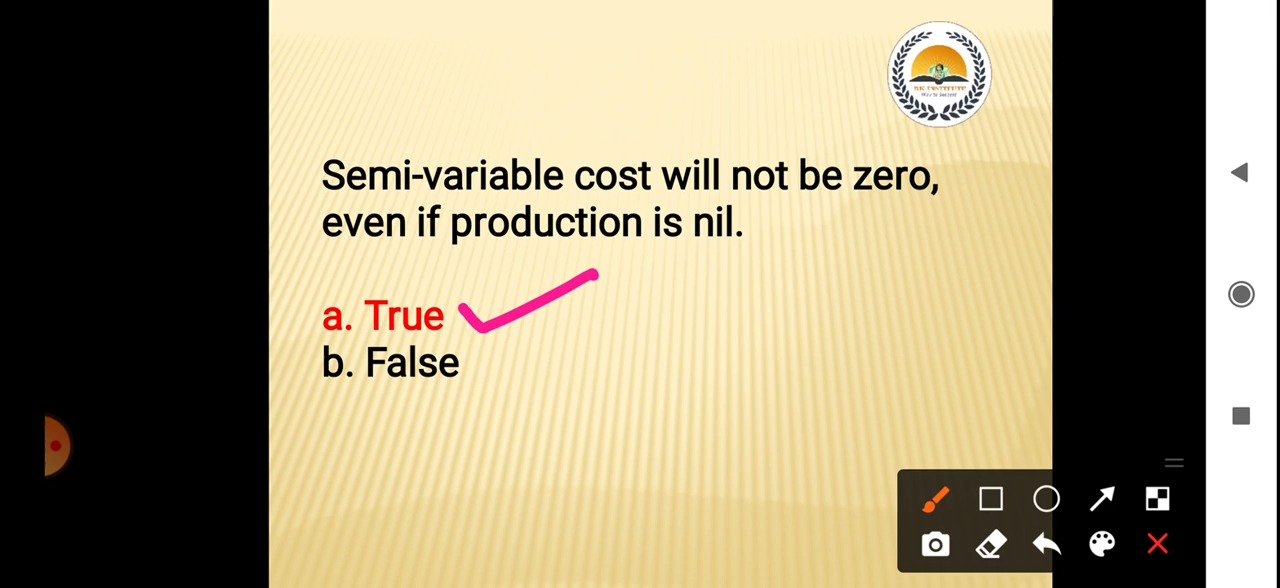 Semi-variable cost will not be zero,
even if production is nil.
a. True
b. False